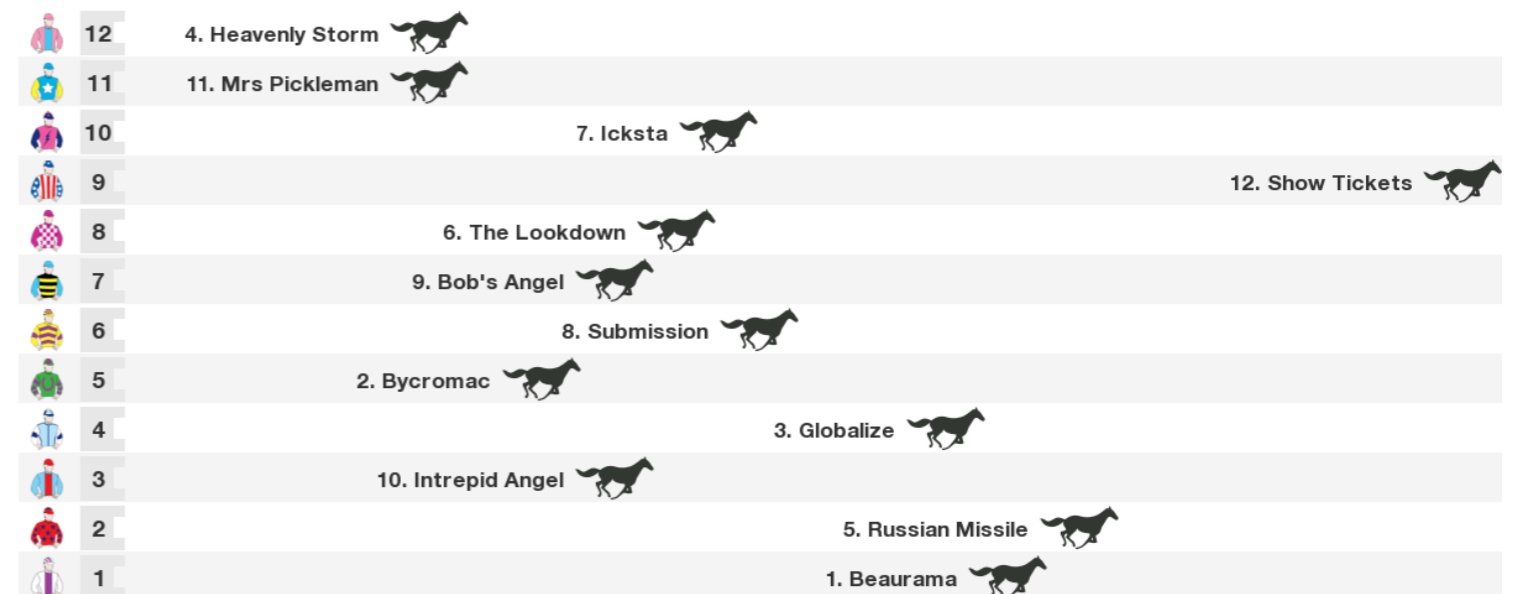 12 4. Heavenly Storm
11 11. Mrs Pickleman
10 7. Icksta
9 12. Show Tickets
8 6. The Lookdown
7 9. Bob's Angel
6 8. Submission
5 2. Bycromac
4 3. Globalize
3 10. Intrepid Angel
2 5. Russian Missile
1 1. Beaurama